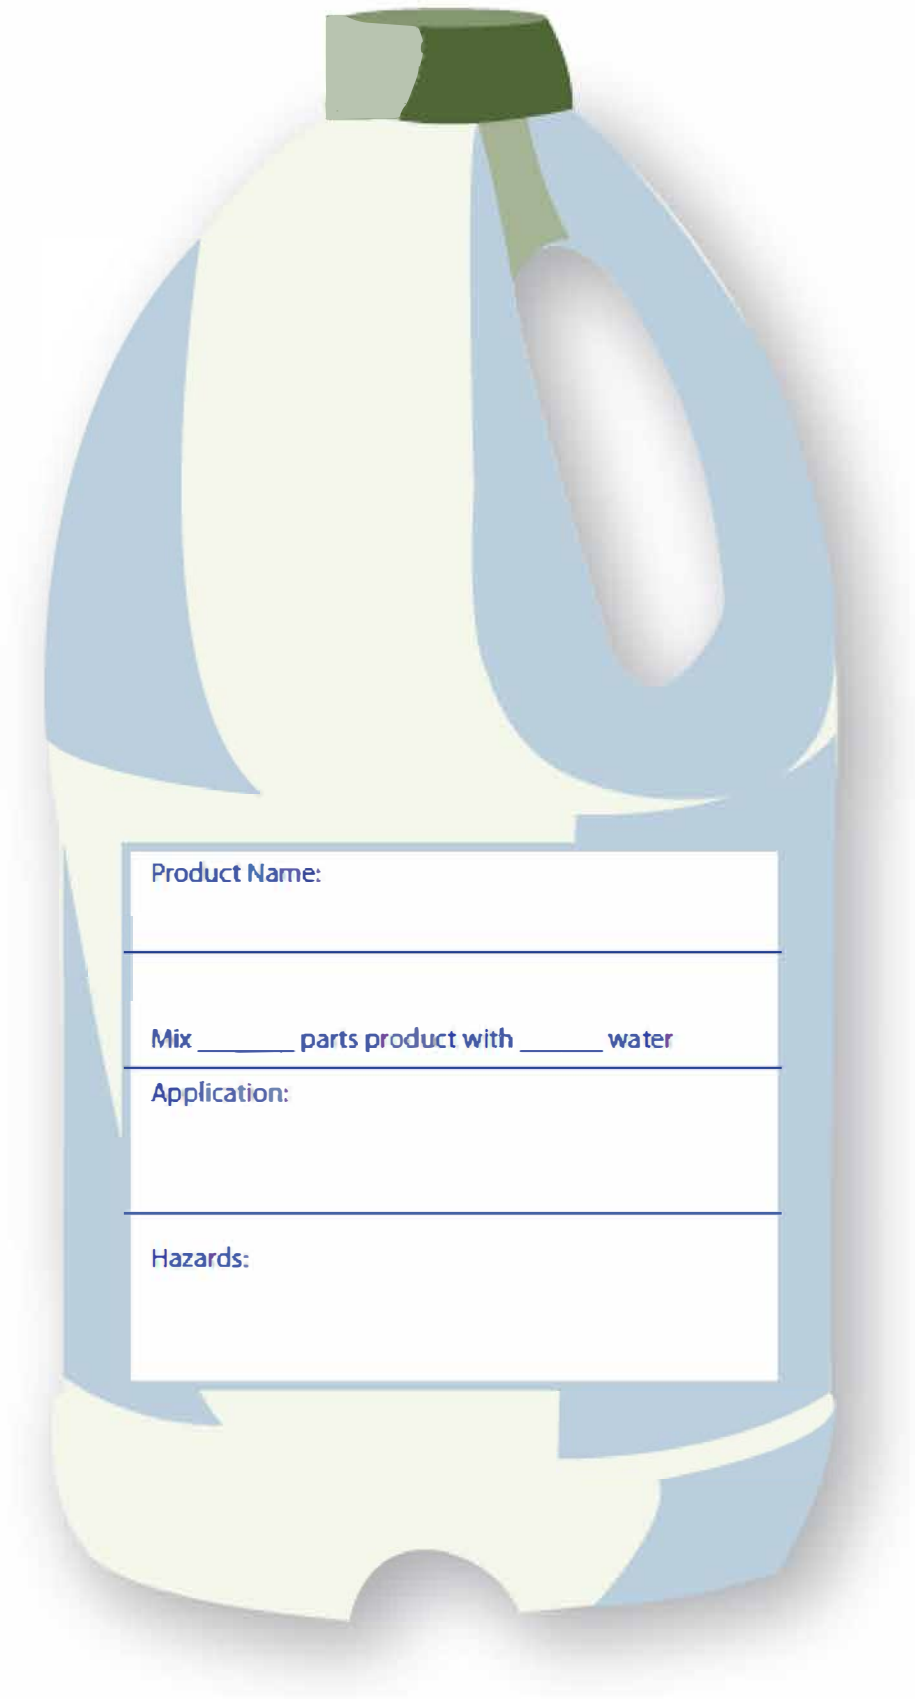 Product Name:
Mix _______ parts product with ______ water
Application:
Hazards: